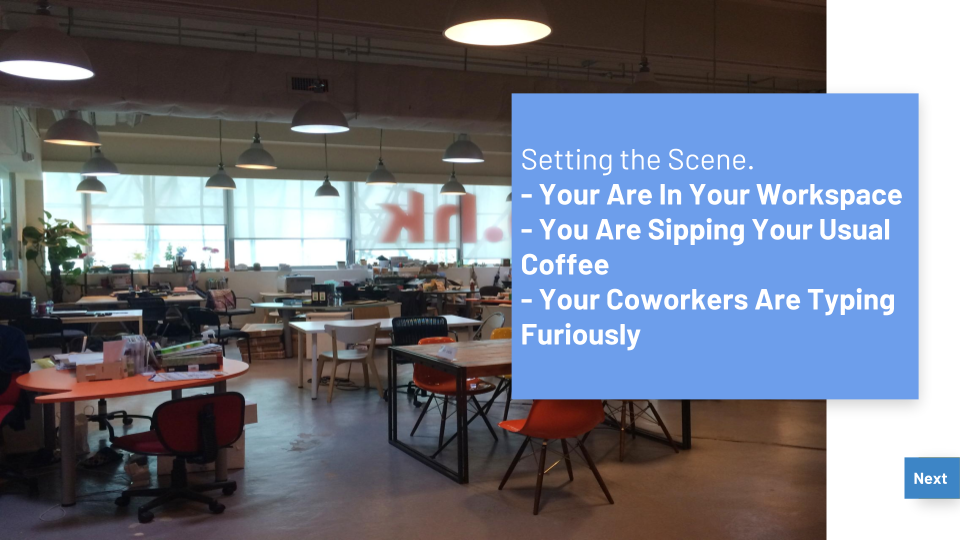 Setting the Scene.
- Your Are In Your Workspace
- You Are Sipping Your Usual
Coffee
- Your Coworkers Are Typing
Furiously
.hk
Next